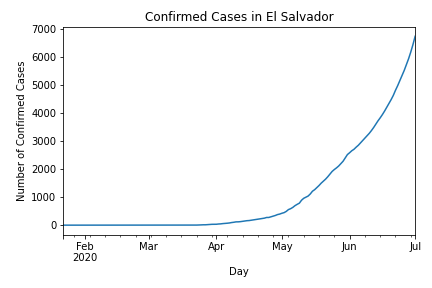 Confirmed Cases in El Salvador
Number of Confirmed Cases
7000
6000
5000
4000
3000
2000
1000
0
Feb Mar Apr May Jun Jul
2020
Day